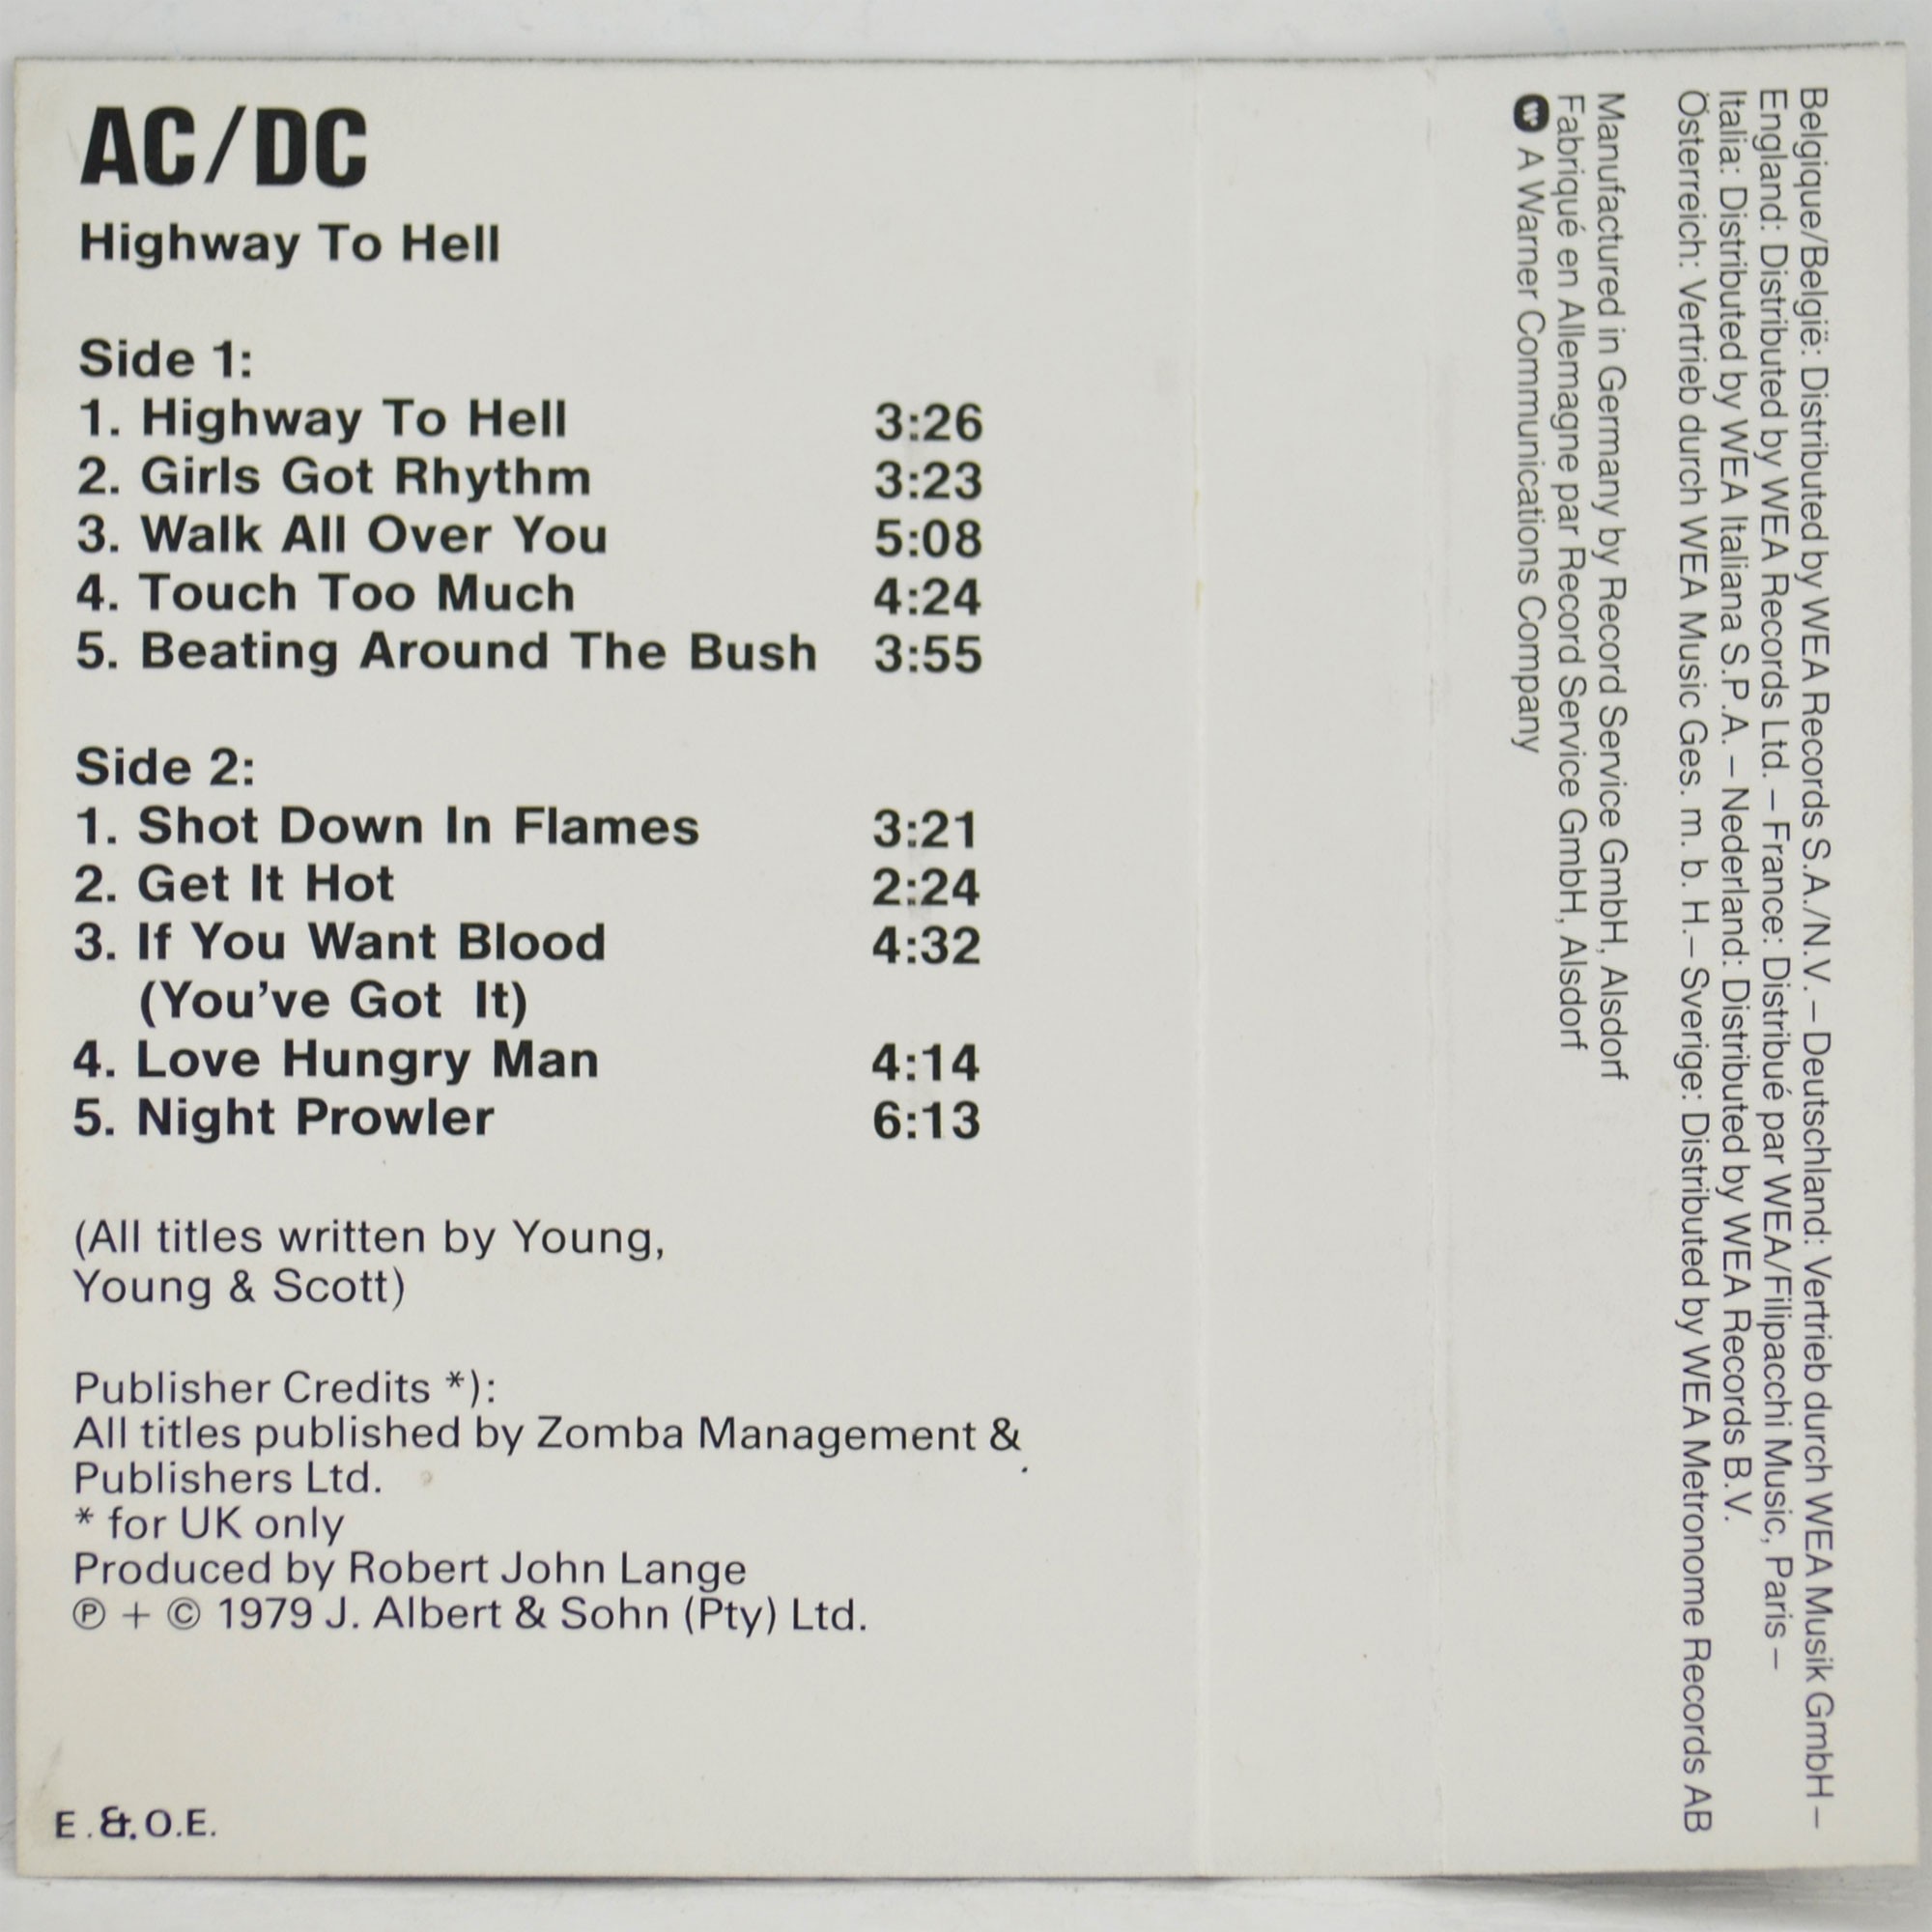 AC/DC
Highway To Hell
Side 1:
1. Highway To Hell 3:26
2. Girls Got Rhythm 3:23
3. Walk All Over You 5:08
4. Touch Too Much 4:24
5. Beating Around The Bush 3:55
Side 2:
1. Shot Down In Flames 3:21
2. Get It Hot 2:24
3. If You Want Blood 4:32
(You've Got It)
4. Love Hungry Man 4:14
5. Night Prowler 6:13
(All titles written by Young,
Young & Scott)
Publisher Credits *):
All titles published by Zomba Management &
Publishers Ltd.
* for UK only
Produced by Robert John Lange
℗ + © 1979 J. Albert & Sohn (Pty) Ltd.
E.&.O.E.
Belgique/België: Distributed by WEA Records S.A./N.V. – Deutschland: Vertrieb durch WEA Musik GmbH –
England: Distributed by WEA Records Ltd. – France: Distribué par WEA/Filipacchi Music, Paris –
Italia: Distributed by WEA Italiana S.P.A. – Nederland: Distributed by WEA Records B.V.
Österreich: Vertrieb durch WEA Music Ges. m. b. H. – Sverige: Distributed by WEA Metronome Records AB
Manufactured in Germany by Record Service GmbH, Alsdorf
Fabriqué en Allemagne par Record Service GmbH, Alsdorf
W A Warner Communications Company